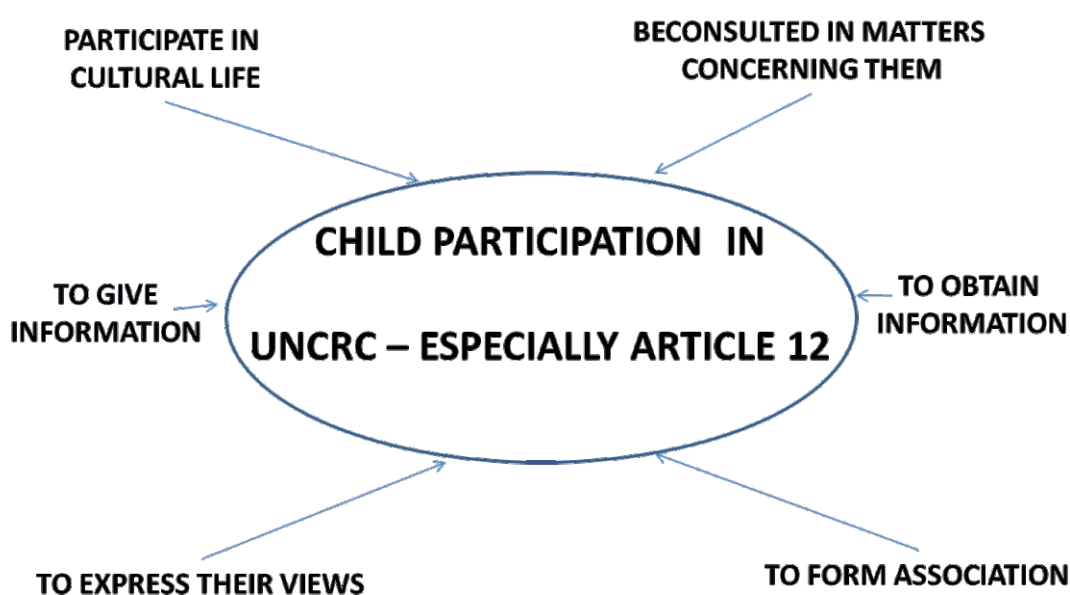 PARTICIPATE IN
CULTURAL LIFE
BECONSULTED IN MATTERS
CONCERNING THEM
CHILD PARTICIPATION IN
UNCRC – ESPECIALLY ARTICLE 12
TO GIVE
INFORMATION
TO OBTAIN
INFORMATION
TO EXPRESS THEIR VIEWS
TO FORM ASSOCIATION